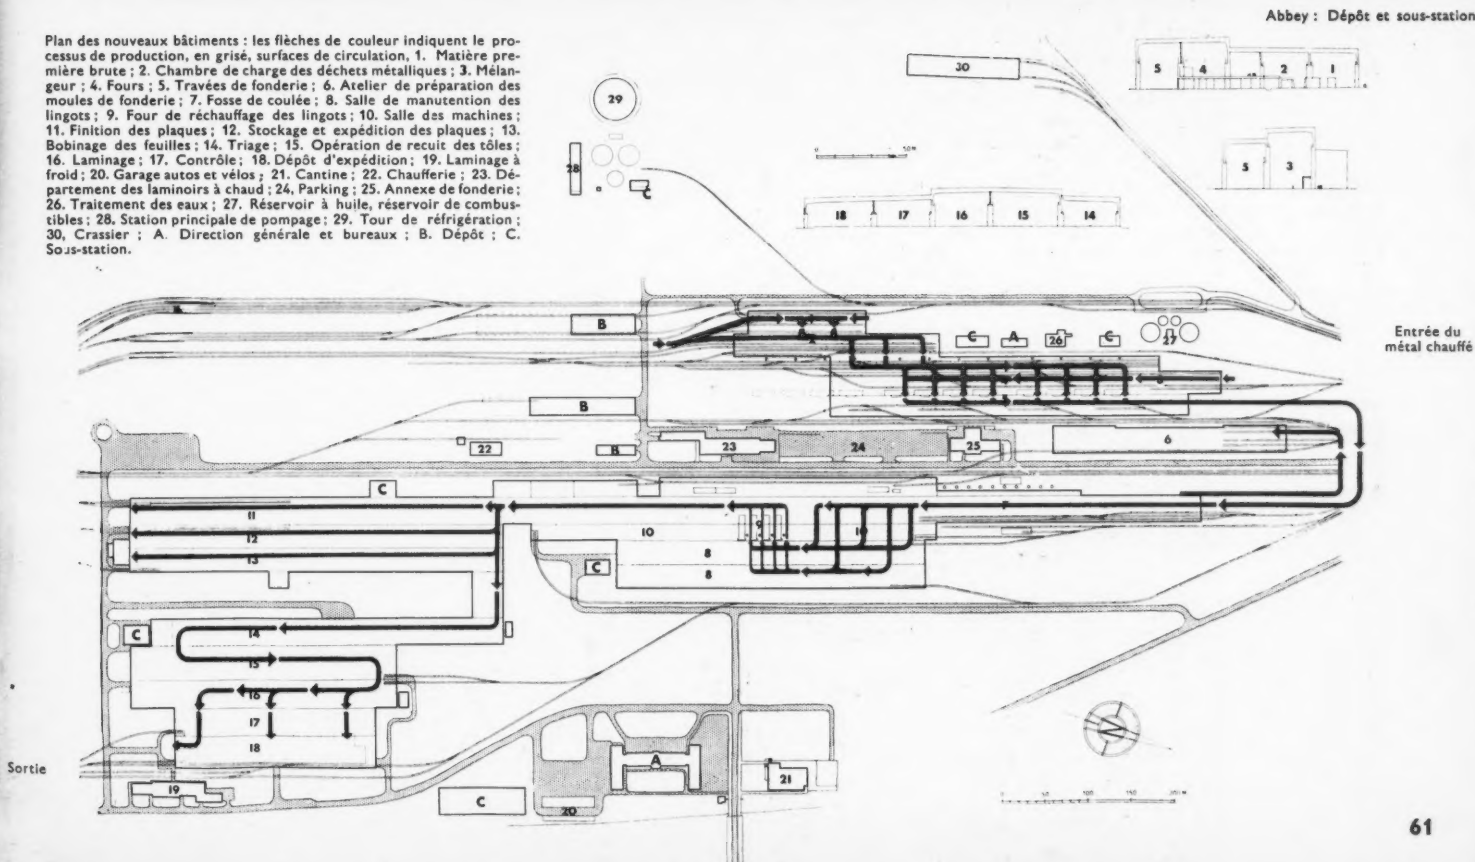 Abbey : Dépôt et sous-station
Plan des nouveaux bâtiments : les flèches de couleur indiquent le pro-
cessus de production, en grisé, surfaces de circulation, 1. Matière pre-
mière brute ; 2. Chambre de charge des déchets métalliques ; 3. Mélan-
geur ; 4. Fours ; 5. Travées de fonderie ; 6. Atelier de préparation des
moules de fonderie ; 7. Fosse de coulée ; 8. Salle de manutention des
lingots ; 9. Four de réchauffage des lingots ; 10. Salle des machines ;
11. Finition des plaques ; 12. Stockage et expédition des plaques ; 13.
Bobinage des feuilles ; 14. Triage ; 15. Opération de recuit des tôles ;
16. Laminage ; 17. Contrôle ; 18. Dépôt d'expédition ; 19. Laminage à
froid ; 20. Garage autos et vélos ; 21. Cantine ; 22. Chaufferie ; 23. Dé-
partement des laminoirs à chaud ; 24, Parking ; 25. Annexe de fonderie ;
26. Traitement des eaux ; 27. Réservoir à huile, réservoir de combus-
tibles ; 28. Station principale de pompage ; 29. Tour de réfrigération ;
30, Crassier ; A. Direction générale et bureaux ; B. Dépôt ; C.
Sous-station.
30
5 4 2 1
29
28
C
5 3
18 17 16 15 14
B
A A
C A 26 C 27
Entrée du
métal chauffé
B
22 B 23 24 25 6
C
11
12
13
10 9
8
8
C
C
14
15
16
17
18
Sortie
19
C
20
A
21
0 50 100 150
61